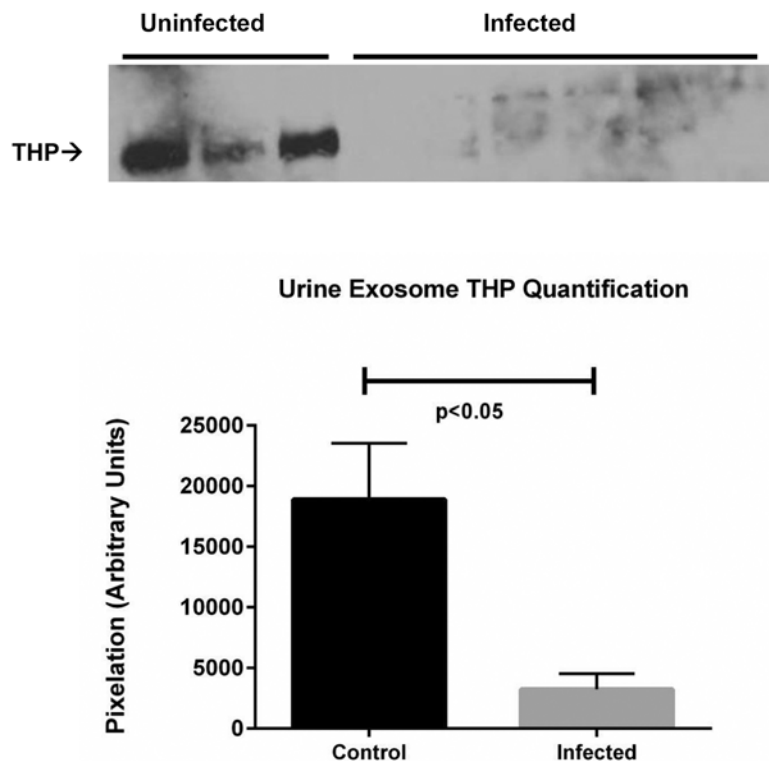 Uninfected Infected
THP→
Urine Exosome THP Quantification
p<0.05
25000
20000
15000
10000
5000
0
Pixelation (Arbitrary Units)
Control Infected